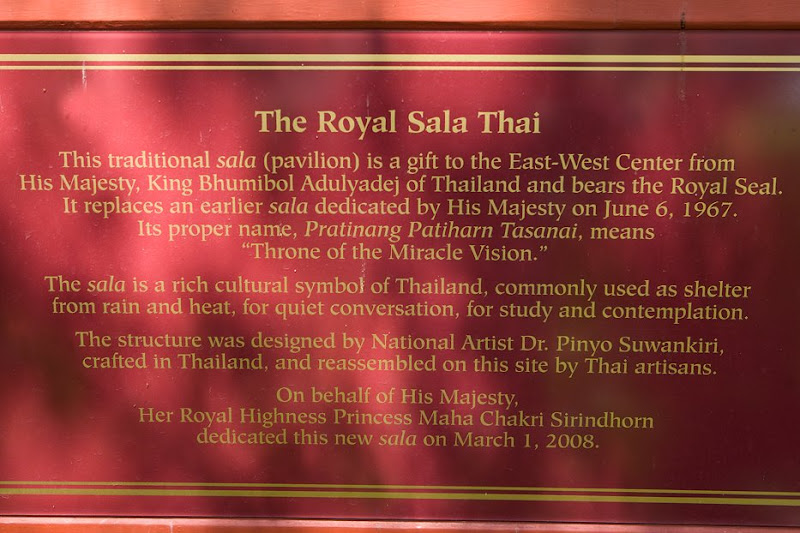 The Royal Sala Thai
This traditional sala (pavilion) is a gift to the East-West Center from
His Majesty, King Bhumibol Adulyadej of Thailand and bears the Royal Seal.
It replaces an earlier sala dedicated by His Majesty on June 6, 1967.
Its proper name, Pratinang Patiharn Tasanai, means
“Throne of the Miracle Vision.”
The sala is a rich cultural symbol of Thailand, commonly used as shelter
from rain and heat, for quiet conversation, for study and contemplation.
The structure was designed by National Artist Dr. Pinyo Suwankiri,
crafted in Thailand, and reassembled on this site by Thai artisans.
On behalf of His Majesty,
Her Royal Highness Princess Maha Chakri Sirindhorn
dedicated this new sala on March 1, 2008.